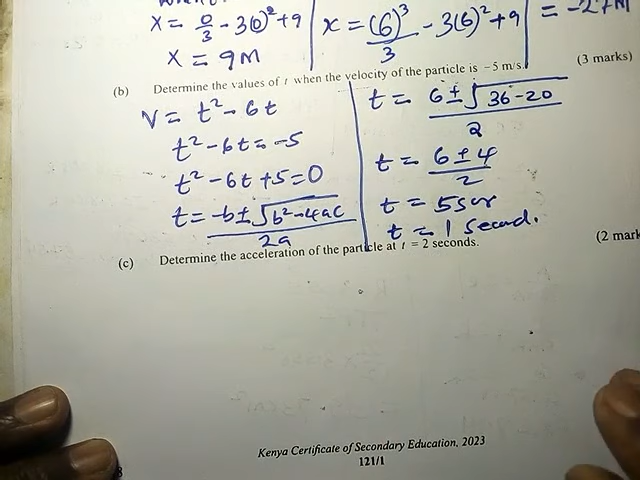 x = 0/3 - 3(0)² + 9
x = 9M
x = (6)³/3 - 3(6)² + 9
= -27M
(b) Determine the values of t when the velocity of the particle is −5 m/s. (3 marks)
V = t² - 6t
t² - 6t = -5
t² - 6t + 5 = 0
t = -b ± √b² - 4ac / 2a
t = 6 ± √36 - 20 / 2
t = 6 ± 4 / 2
t = 5 sec
t = 1 Second.
(c) Determine the acceleration of the particle at t = 2 seconds. (2 mark
Kenya Certificate of Secondary Education, 2023
121/1